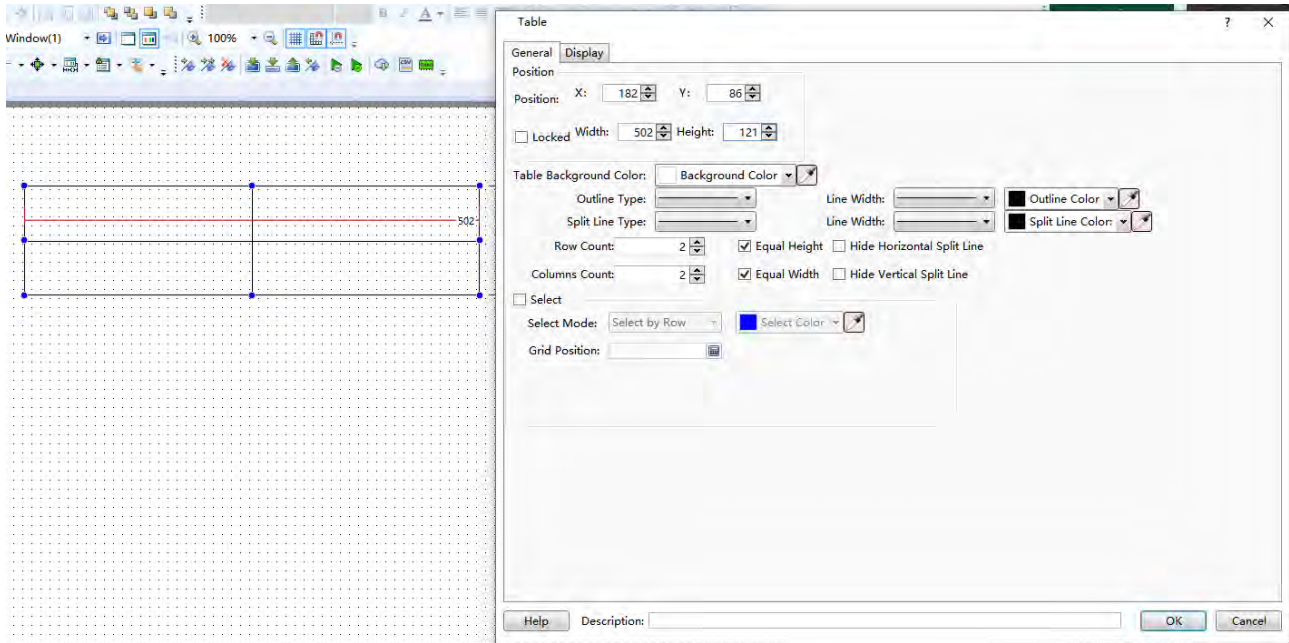 B I A
Window(1) 100%
Table ? ×
General Display
Position
Position: X: 182 Y: 86
Locked Width: 502 Height: 121
Table Background Color: Background Color
Outline Type: Line Width: Outline Color
Split Line Type: Line Width: Split Line Color:
Row Count: 2 Equal Height Hide Horizontal Split Line
Columns Count: 2 Equal Width Hide Vertical Split Line
Select
Select Mode: Select by Row Select Color
Grid Position:
502
Help Description: OK Cancel